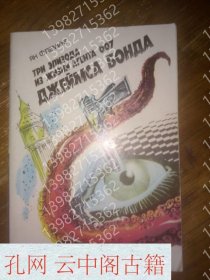 ЯН ФЛЕМИНГ
ТРИ ЭПИЗОДА
ИЗ ЖИЗНИ АГЕНТА 007
ДЖЕЙМСА БОНДА
13982715362
孔网 云中阁古籍